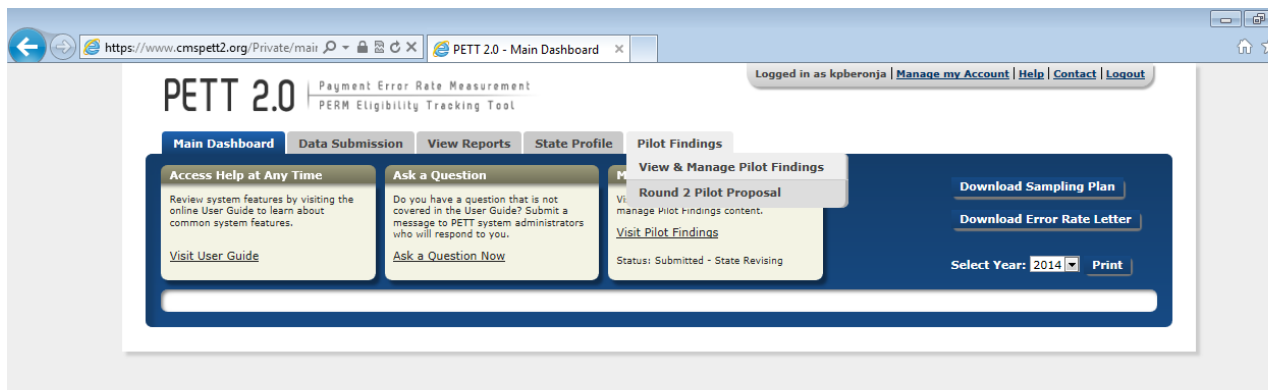 https://www.cmspett2.org/Private/mair
PETT 2.0 - Main Dashboard
Logged in as kpberonja | Manage my Account | Help | Contact | Logout
PETT 2.0
Payment Error Rate Measurement
PERM Eligibility Tracking Tool
Main Dashboard
Data Submission
View Reports
State Profile
Pilot Findings
View & Manage Pilot Findings
Round 2 Pilot Proposal
Access Help at Any Time
Review system features by visiting the
online User Guide to learn about
common system features.
Visit User Guide
Ask a Question
Do you have a question that is not
covered in the User Guide? Submit a
message to PETT system administrators
who will respond to you.
Ask a Question Now
manage Pilot Findings content.
Visit Pilot Findings
Status: Submitted - State Revising
Download Sampling Plan
Download Error Rate Letter
Select Year: 2014 Print